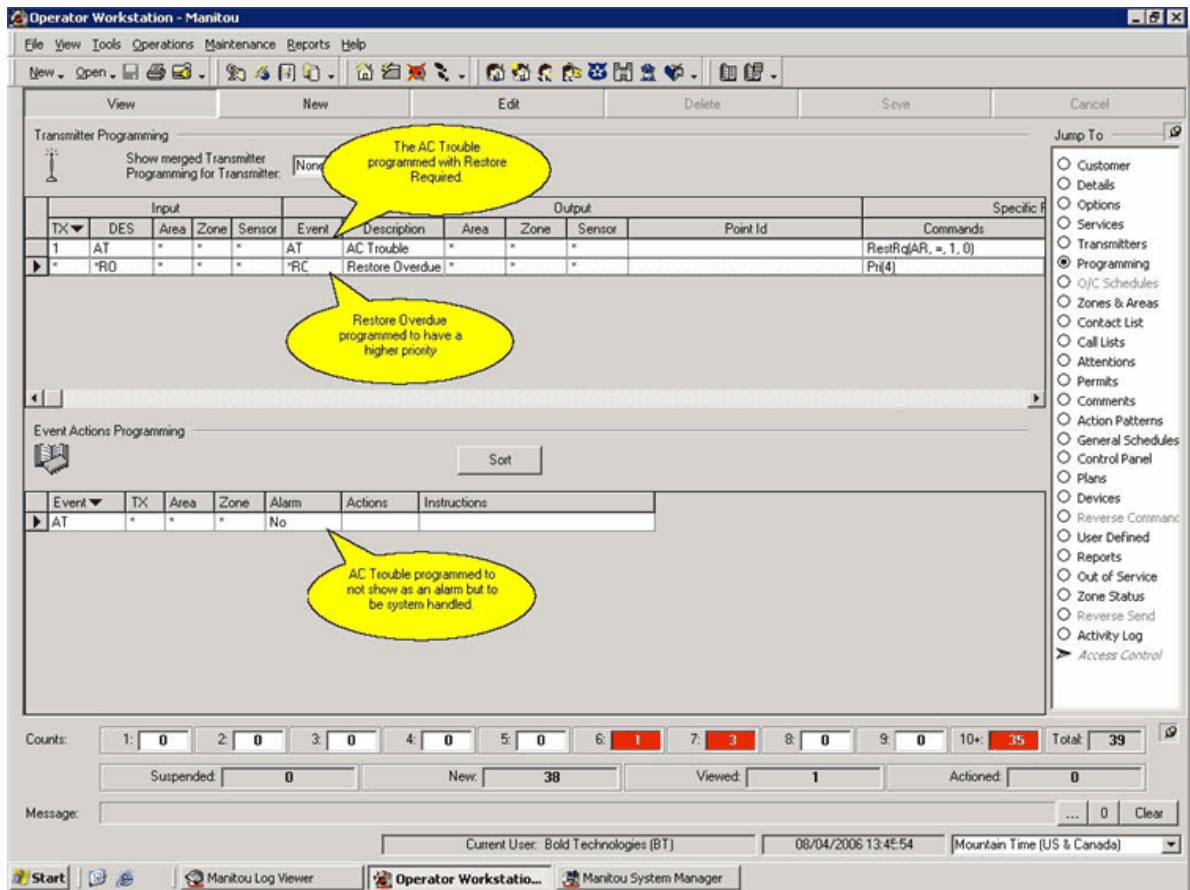 Operator Workstation - Manitou
File View Tools Operations Maintenance Reports Help
New Open
View New Edit Delete Save Cancel
Transmitter Programming
Show merged Transmitter
Programming for Transmitter: None
The AC Trouble
programmed with Restore
Required.
Input Output Specific P
TX DES Area Zone Sensor Event Description Area Zone Sensor Point Id Commands
1 AT * * * AT AC Trouble * * * RestRq(AR, =, 1, 0)
* *RO * * * *RC Restore Overdue * * * Pri(4)
Restore Overdue
programmed to have a
higher priority
Event Actions Programming
Sort
Event TX Area Zone Alarm Actions Instructions
AT * * * No
AC Trouble programmed to
not show as an alarm but to
be system handled.
Jump To
Customer
Details
Options
Services
Transmitters
Programming
O/C Schedules
Zones & Areas
Contact List
Call Lists
Attentions
Permits
Comments
Action Patterns
General Schedules
Control Panel
Plans
Devices
Reverse Command
User Defined
Reports
Out of Service
Zone Status
Reverse Send
Activity Log
Access Control
Counts: 1: 0 2: 0 3: 0 4: 0 5: 0 6: 1 7: 3 8: 0 9: 0 10+: 35 Total: 39
Suspended: 0 New: 38 Viewed: 1 Actioned: 0
Message: ... 0 Clear
Current User: Bold Technologies (BT) 08/04/2006 13:45:54 Mountain Time (US & Canada)
Start Manitou Log Viewer Operator Workstatio... Manitou System Manager